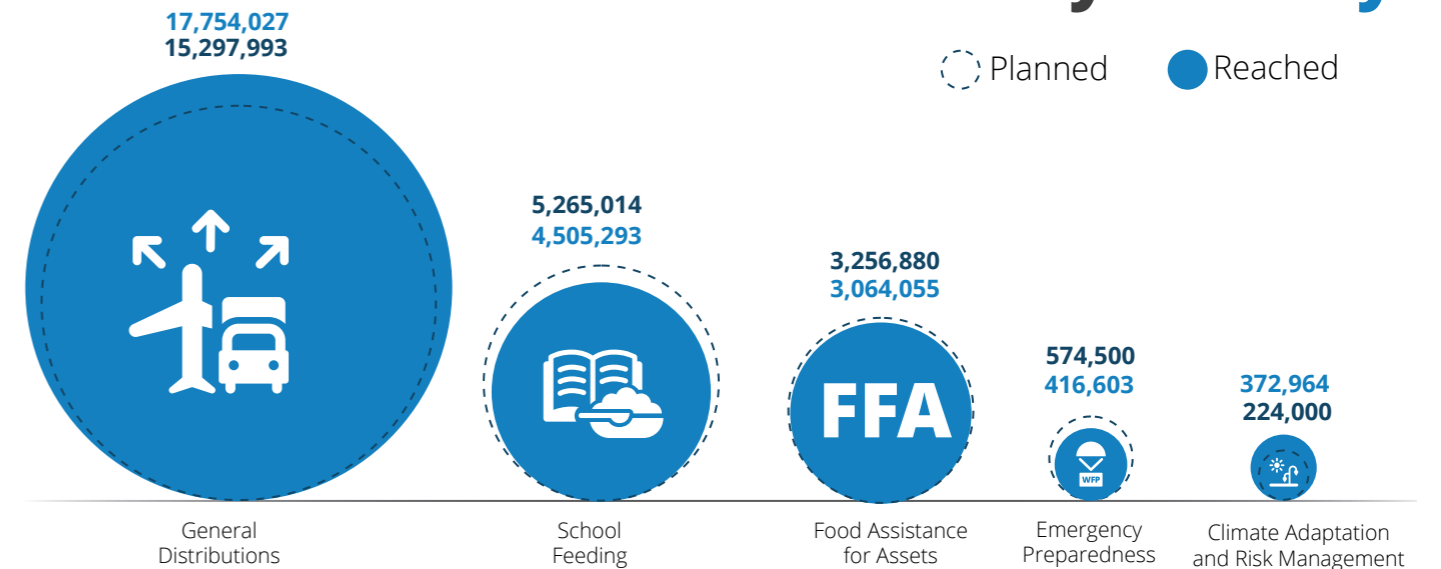 Planned
Reached
17,754,027
15,297,993
5,265,014
4,505,293
3,256,880
3,064,055
574,500
416,603
372,964
224,000
FFA
WFP
General
Distributions
School
Feeding
Food Assistance
for Assets
Emergency
Preparedness
Climate Adaptation
and Risk Management